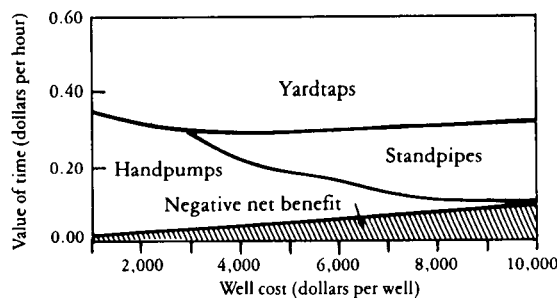 0.60
0.40
0.20
0.00
Value of time (dollars per hour)
Yardtaps
Standpipes
Handpumps
Negative net benefit
2,000
4,000
6,000
8,000
10,000
Well cost (dollars per well)